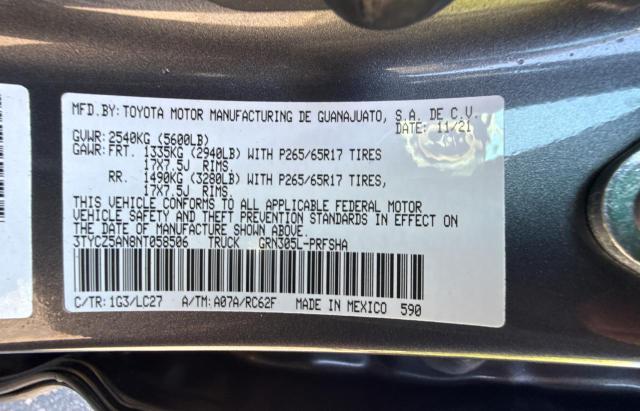 MFD.BY: TOYOTA MOTOR MANUFACTURING DE GUANAJUATO, S.A. DE C.V.
DATE: 11/21
GVWR: 2540KG (5600LB)
GAWR: FRT. 1335KG (2940LB) WITH P265/65R17 TIRES
17X7.5J RIMS
RR. 1490KG (3280LB) WITH P265/65R17 TIRES,
17X7.5J RIMS
THIS VEHICLE CONFORMS TO ALL APPLICABLE FEDERAL MOTOR
VEHICLE SAFETY AND THEFT PREVENTION STANDARDS IN EFFECT ON
THE DATE OF MANUFACTURE SHOWN ABOVE.
3TYCZ5AN8NT058506 TRUCK GRN305L-PRFSHA
C/TR: 1G3/LC27 A/TM: A07A/RC62F MADE IN MEXICO 590